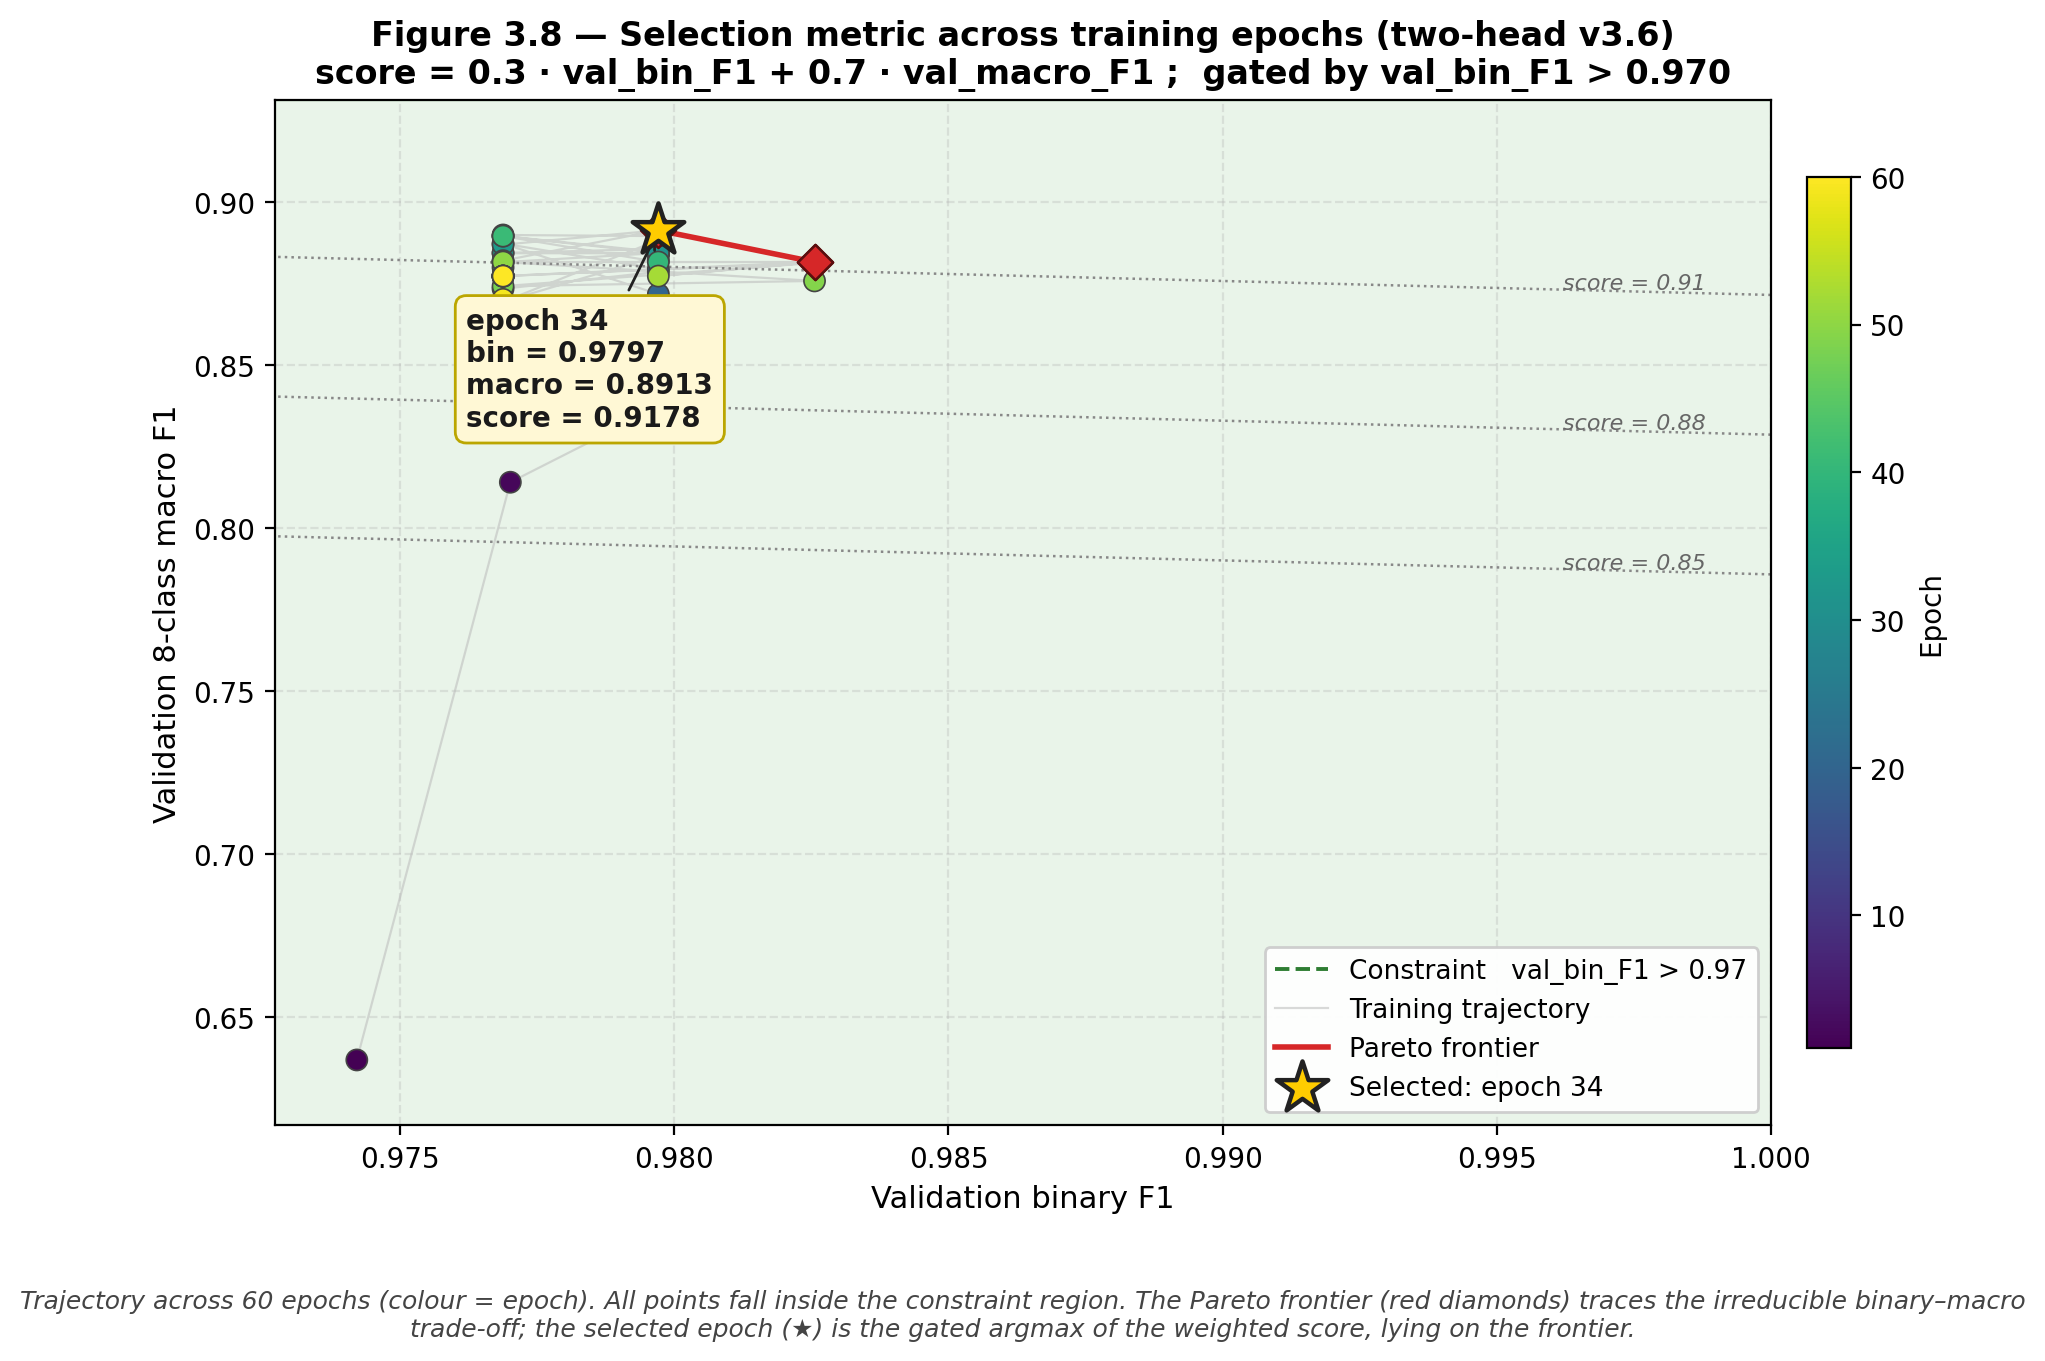 Figure 3.8 — Selection metric across training epochs (two-head v3.6)
score = 0.3 · val_bin_F1 + 0.7 · val_macro_F1 ;  gated by val_bin_F1 > 0.970
Validation 8-class macro F1
0.90
0.85
0.80
0.75
0.70
0.65
epoch 34
bin = 0.9797
macro = 0.8913
score = 0.9178
score = 0.91
score = 0.88
score = 0.85
Constraint   val_bin_F1 > 0.97
Training trajectory
Pareto frontier
Selected: epoch 34
0.975
0.980
0.985
0.990
0.995
1.000
Validation binary F1
60
50
40
30
20
10
Epoch
Trajectory across 60 epochs (colour = epoch). All points fall inside the constraint region. The Pareto frontier (red diamonds) traces the irreducible binary–macro
trade-off; the selected epoch (★) is the gated argmax of the weighted score, lying on the frontier.